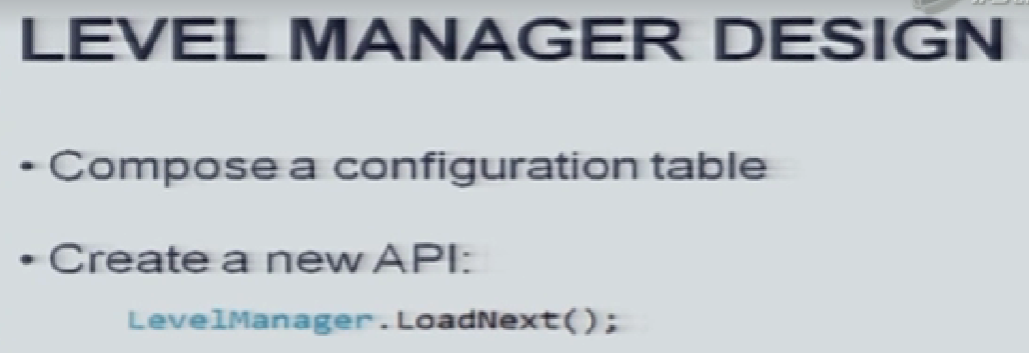 LEVEL MANAGER DESIGN
• Compose a configuration table
• Create a new API:
LevelManager.LoadNext();